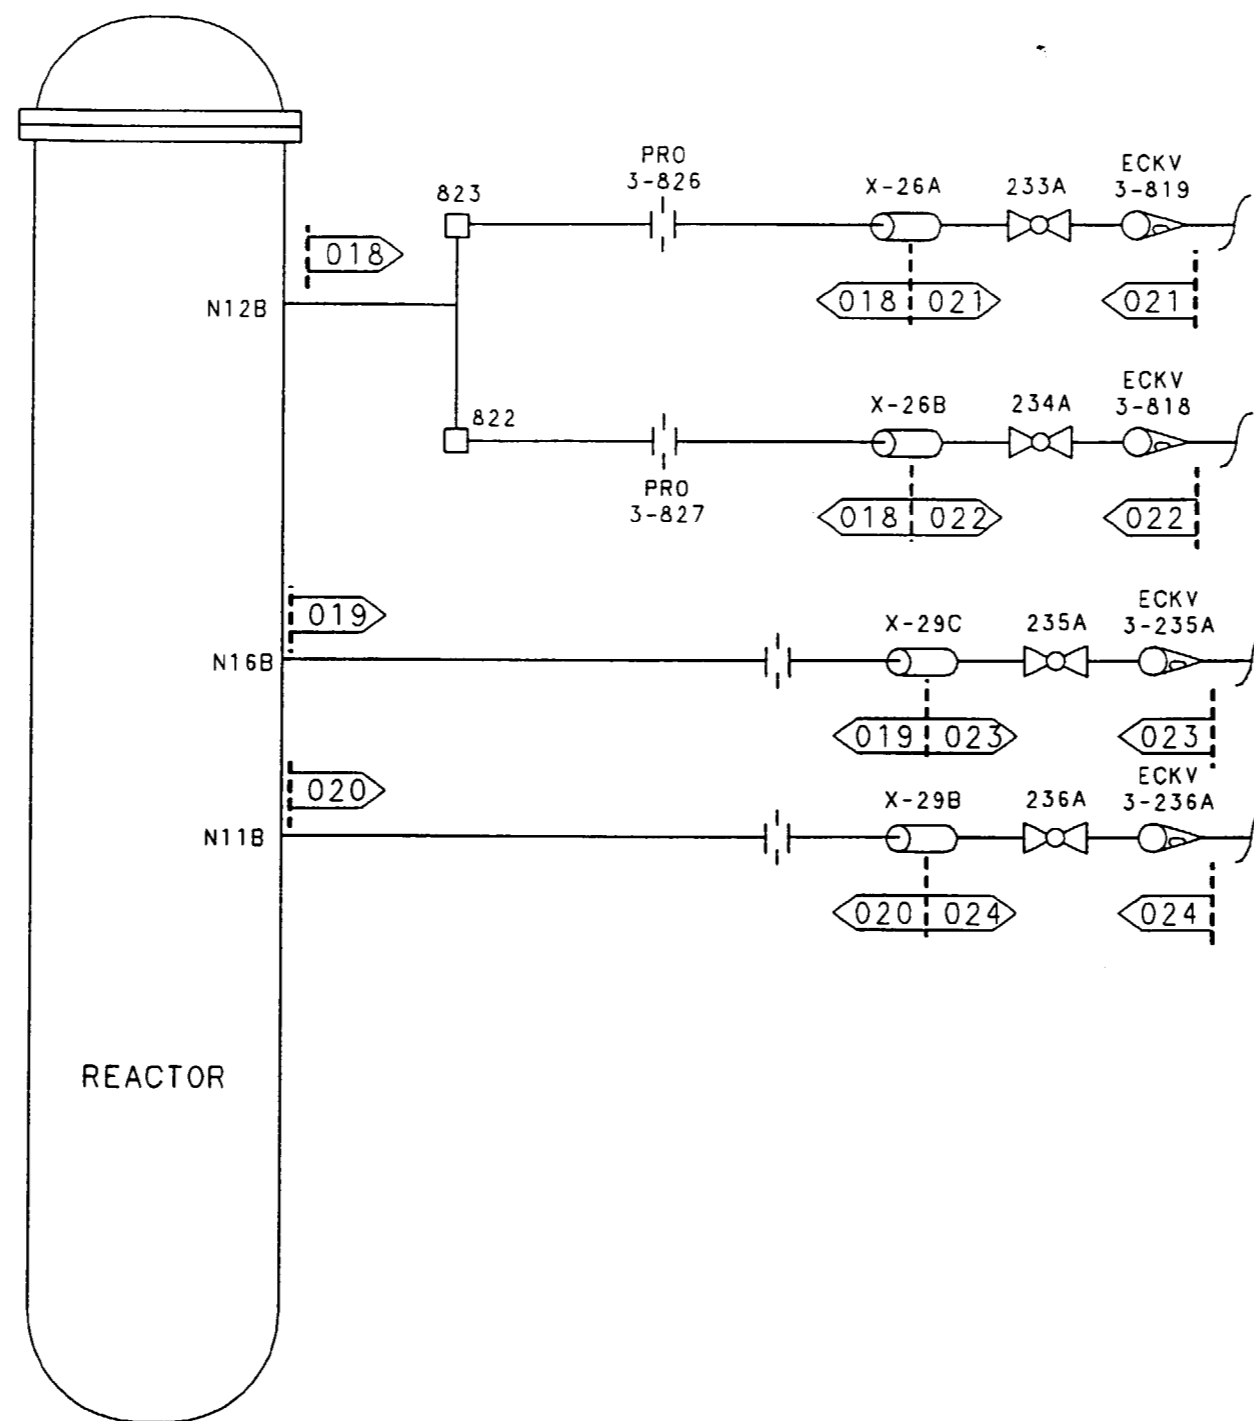 PRO
3-826
X-26A
233A
ECKV
3-819
823
018
N12B
018
021
021
822
PRO
3-827
X-26B
234A
ECKV
3-818
018
022
022
019
N16B
X-29C
235A
ECKV
3-235A
019
023
023
020
N11B
X-29B
236A
ECKV
3-236A
020
024
024
REACTOR